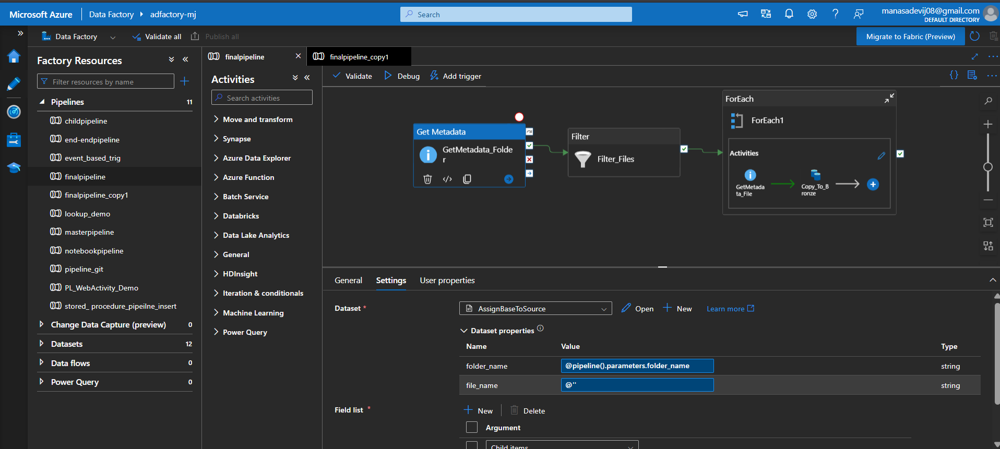 Microsoft Azure
Data Factory
adfactory-mj
Search
manasadevij08@gmail.com
DEFAULT DIRECTORY
Data Factory
Validate all
Publish all
Migrate to Fabric (Preview)
Factory Resources
Filter resources by name
Pipelines 11
childpipeline
end-endpipeline
event_based_trig
finalpipeline
finalpipeline_copy1
lookup_demo
masterpipeline
notebookpipeline
pipeline_git
PL_WebActivity_Demo
stored_ procedure_pipeilne_insert
Change Data Capture (preview) 0
Datasets 12
Data flows 0
Power Query 0
finalpipeline
finalpipeline_copy1
Activities
Search activities
Move and transform
Synapse
Azure Data Explorer
Azure Function
Batch Service
Databricks
Data Lake Analytics
General
HDInsight
Iteration & conditionals
Machine Learning
Power Query
Validate
Debug
Add trigger
Get Metadata
GetMetadata_Folde
r
Filter
Filter_Files
ForEach
ForEach1
Activities
GetMetada
ta_File
Copy_To_B
ronze
General
Settings
User properties
Dataset *
AssignBaseToSource
Open
New
Learn more
Dataset properties
Name Value Type
folder_name @pipeline().parameters.folder_name string
file_name @'' string
Field list *
New
Delete
Argument
Child items